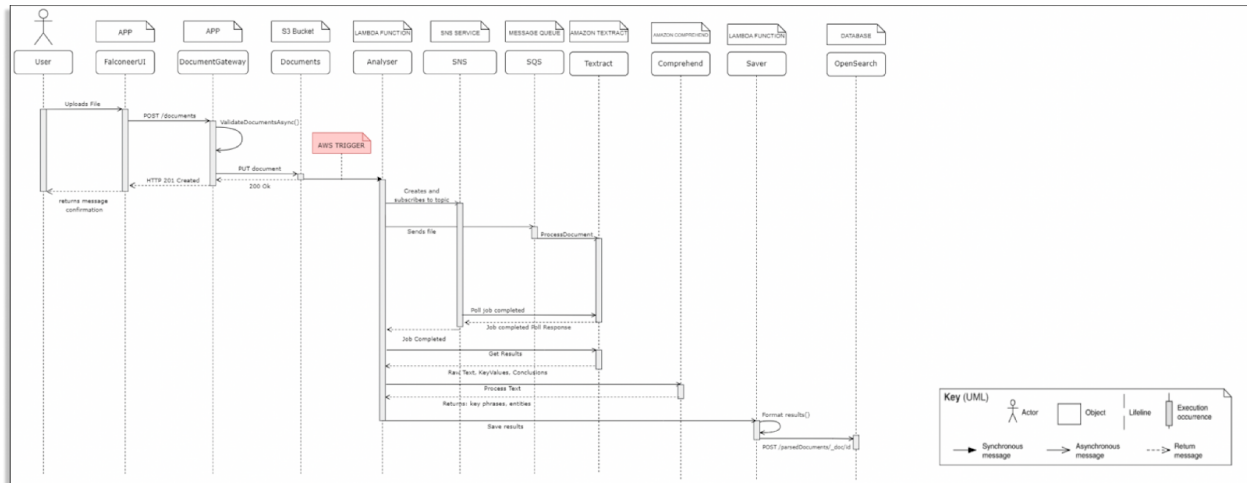 APP
APP
S3 Bucket
LAMBDA FUNCTION
SNS SERVICE
MESSAGE QUEUE
AMAZON TEXTRACT
AMAZON COMPREHEND
LAMBDA FUNCTION
DATABASE
User
FalconeerUI
DocumentGateway
Documents
Analyser
SNS
SQS
Textract
Comprehend
Saver
OpenSearch
Uploads File
POST /documents
ValidateDocumentsAsync()
AWS TRIGGER
PUT document
HTTP 201 Created
200 Ok
returns message
confirmation
Creates and
subscribes to topic
Sends file
ProcessDocument
Poll job completed
Job completed Poll Response
Job Completed
Get Results
Raw Text, KeyValues, Conclusions
Process Text
Returns: key phrases, entities
Save results
Format results()
POST /parsedDocuments/_doc/id
Key (UML)
Actor
Object
Lifeline
Execution
occurrence
Synchronous
message
Asynchronous
message
Return
message